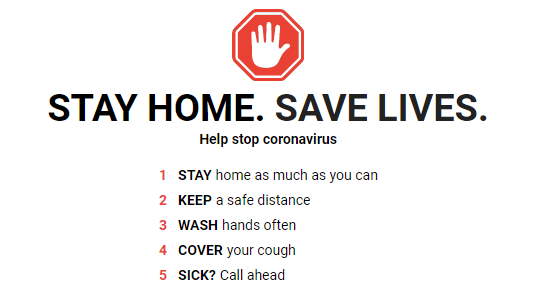 STAY HOME. SAVE LIVES.
Help stop coronavirus
1 STAY home as much as you can
2 KEEP a safe distance
3 WASH hands often
4 COVER your cough
5 SICK? Call ahead